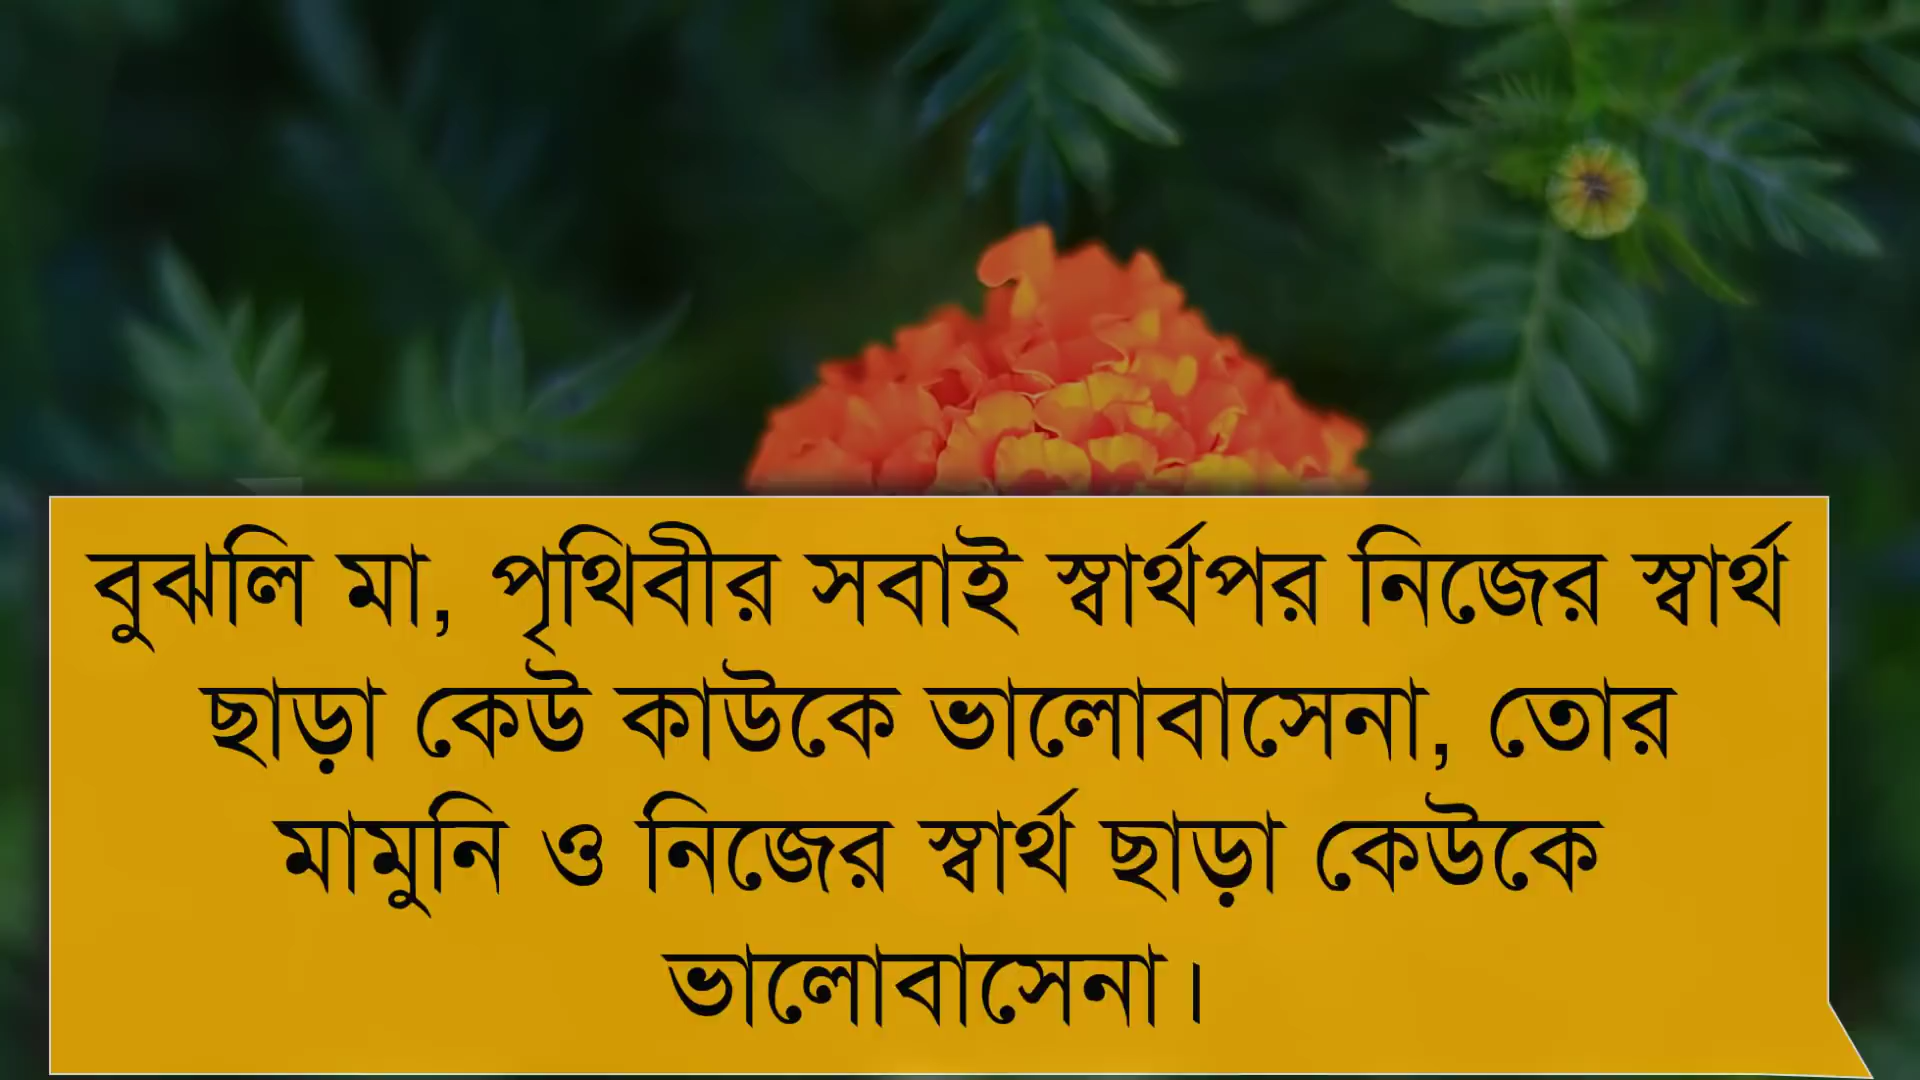 বুঝলি মা, পৃথিবীর সবাই স্বার্থপর নিজের স্বার্থ
ছাড়া কেউ কাউকে ভালোবাসেনা, তোর
মামুনি ও নিজের স্বার্থ ছাড়া কেউকে
ভালোবাসেনা।